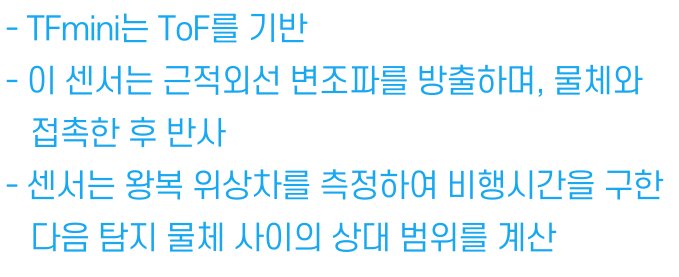 - TFmini는 ToF를 기반
- 이 센서는 근적외선 변조파를 방출하며, 물체와
접촉한 후 반사
- 센서는 왕복 위상차를 측정하여 비행시간을 구한
다음 탐지 물체 사이의 상대 범위를 계산